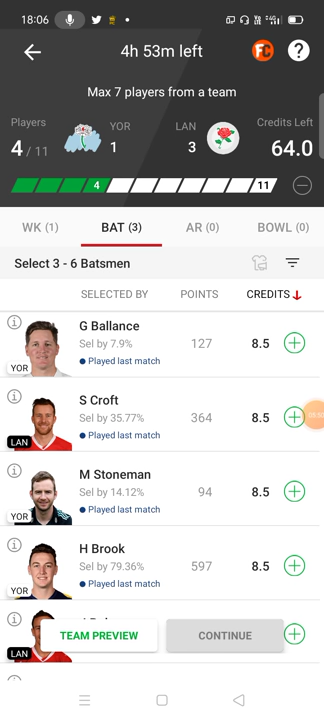 18:06
4h 53m left
FC
?
Max 7 players from a team
Players
4 / 11
YOR
1
LAN
3
Credits Left
64.0
4
11
WK (1)
BAT (3)
AR (0)
BOWL (0)
Select 3 - 6 Batsmen
SELECTED BY
POINTS
CREDITS
G Ballance
Sel by 7.9%
Played last match
YOR
127
8.5
S Croft
Sel by 35.77%
Played last match
LAN
364
8.5
M Stoneman
Sel by 14.12%
Played last match
YOR
94
8.5
H Brook
Sel by 79.36%
Played last match
YOR
597
8.5
LAN
TEAM PREVIEW
CONTINUE